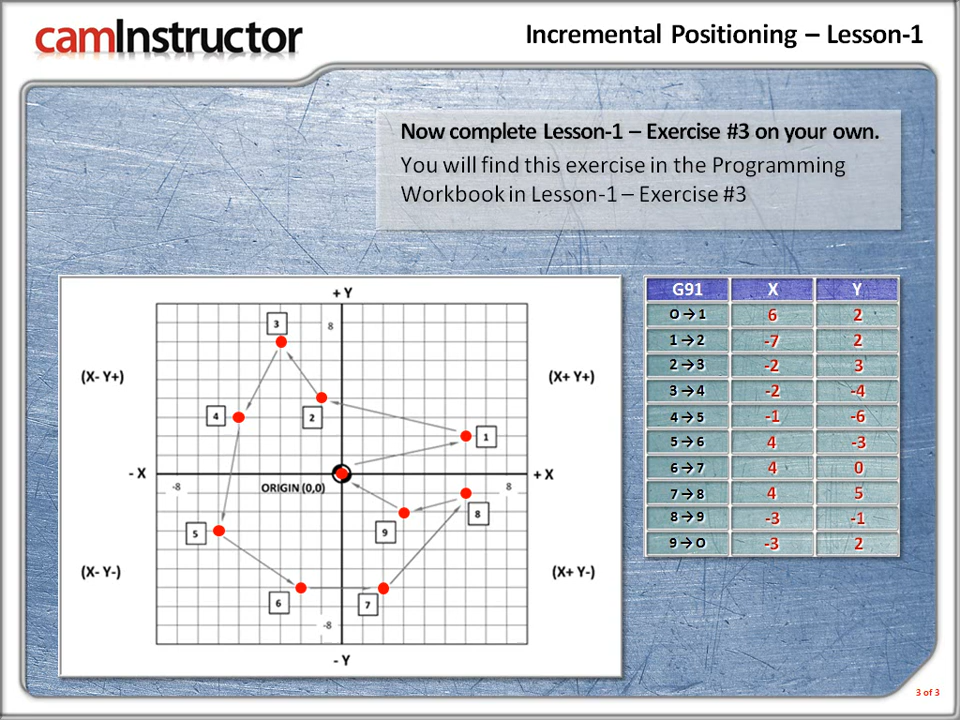 camInstructor
Incremental Positioning – Lesson-1
Now complete Lesson-1 – Exercise #3 on your own.
You will find this exercise in the Programming
Workbook in Lesson-1 – Exercise #3
+ Y
3
8
(X- Y+)
(X+ Y+)
4
2
1
- X
+ X
-8
ORIGIN (0,0)
8
5
9
8
(X- Y-)
(X+ Y-)
6
7
-8
- Y
G91 X Y
O → 1 6 2
1 → 2 -7 2
2 → 3 -2 3
3 → 4 -2 -4
4 → 5 -1 -6
5 → 6 4 -3
6 → 7 4 0
7 → 8 4 5
8 → 9 -3 -1
9 → O -3 2
3 of 3